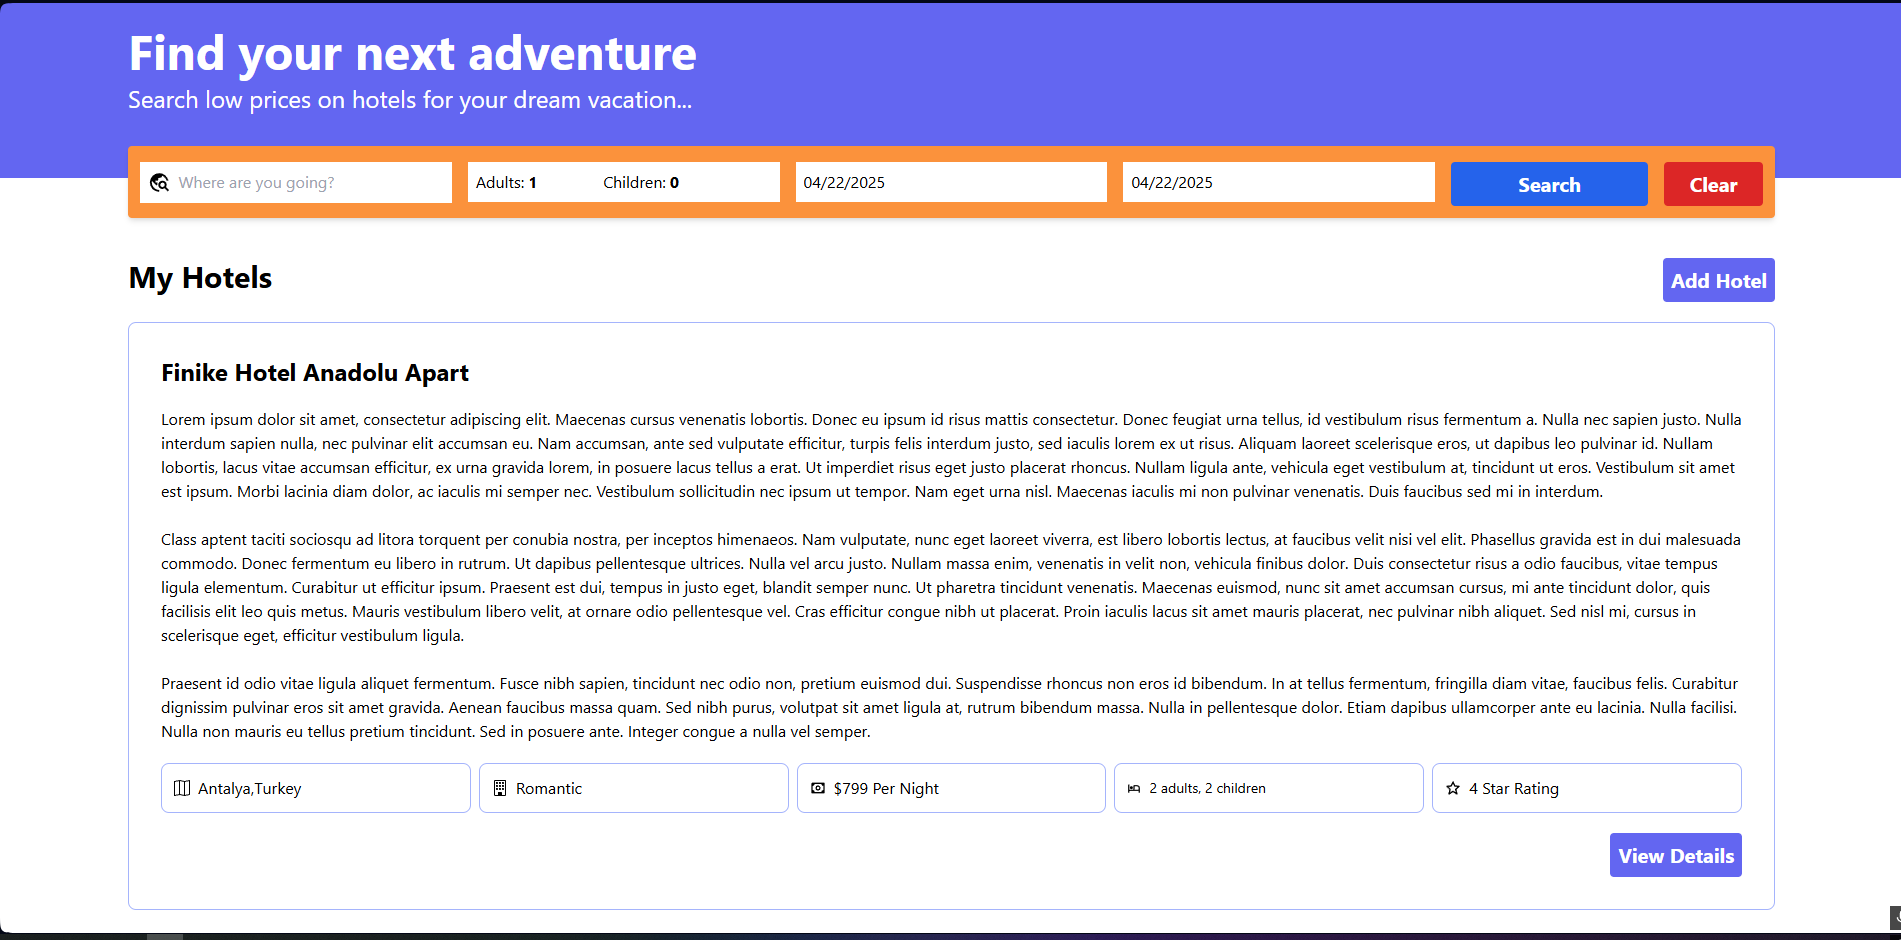 Find your next adventure
Search low prices on hotels for your dream vacation...
Where are you going? Adults: 1 Children: 0 04/22/2025 04/22/2025 Search Clear
My Hotels Add Hotel
Finike Hotel Anadolu Apart
Lorem ipsum dolor sit amet, consectetur adipiscing elit. Maecenas cursus venenatis lobortis. Donec eu ipsum id risus mattis consectetur. Donec feugiat urna tellus, id vestibulum risus fermentum a. Nulla nec sapien justo. Nulla
interdum sapien nulla, nec pulvinar elit accumsan eu. Nam accumsan, ante sed vulputate efficitur, turpis felis interdum justo, sed iaculis lorem ex ut risus. Aliquam laoreet scelerisque eros, ut dapibus leo pulvinar id. Nullam
lobortis, lacus vitae accumsan efficitur, ex urna gravida lorem, in posuere lacus tellus a erat. Ut imperdiet risus eget justo placerat rhoncus. Nullam ligula ante, vehicula eget vestibulum at, tincidunt ut eros. Vestibulum sit amet
est ipsum. Morbi lacinia diam dolor, ac iaculis mi semper nec. Vestibulum sollicitudin nec ipsum ut tempor. Nam eget urna nisl. Maecenas iaculis mi non pulvinar venenatis. Duis faucibus sed mi in interdum.
Class aptent taciti sociosqu ad litora torquent per conubia nostra, per inceptos himenaeos. Nam vulputate, nunc eget laoreet viverra, est libero lobortis lectus, at faucibus velit nisi vel elit. Phasellus gravida est in dui malesuada
commodo. Donec fermentum eu libero in rutrum. Ut dapibus pellentesque ultrices. Nulla vel arcu justo. Nullam massa enim, venenatis in velit non, vehicula finibus dolor. Duis consectetur risus a odio faucibus, vitae tempus
ligula elementum. Curabitur ut efficitur ipsum. Praesent est dui, tempus in justo eget, blandit semper nunc. Ut pharetra tincidunt venenatis. Maecenas euismod, nunc sit amet accumsan cursus, mi ante tincidunt dolor, quis
facilisis elit leo quis metus. Mauris vestibulum libero velit, at ornare odio pellentesque vel. Cras efficitur congue nibh ut placerat. Proin iaculis lacus sit amet mauris placerat, nec pulvinar nibh aliquet. Sed nisl mi, cursus in
scelerisque eget, efficitur vestibulum ligula.
Praesent id odio vitae ligula aliquet fermentum. Fusce nibh sapien, tincidunt nec odio non, pretium euismod dui. Suspendisse rhoncus non eros id bibendum. In at tellus fermentum, fringilla diam vitae, faucibus felis. Curabitur
dignissim pulvinar eros sit amet gravida. Aenean faucibus massa quam. Sed nibh purus, volutpat sit amet ligula at, rutrum bibendum massa. Nulla in pellentesque dolor. Etiam dapibus ullamcorper ante eu lacinia. Nulla facilisi.
Nulla non mauris eu tellus pretium tincidunt. Sed in posuere ante. Integer congue a nulla vel semper.
Antalya,Turkey Romantic $799 Per Night 2 adults, 2 children 4 Star Rating
View Details